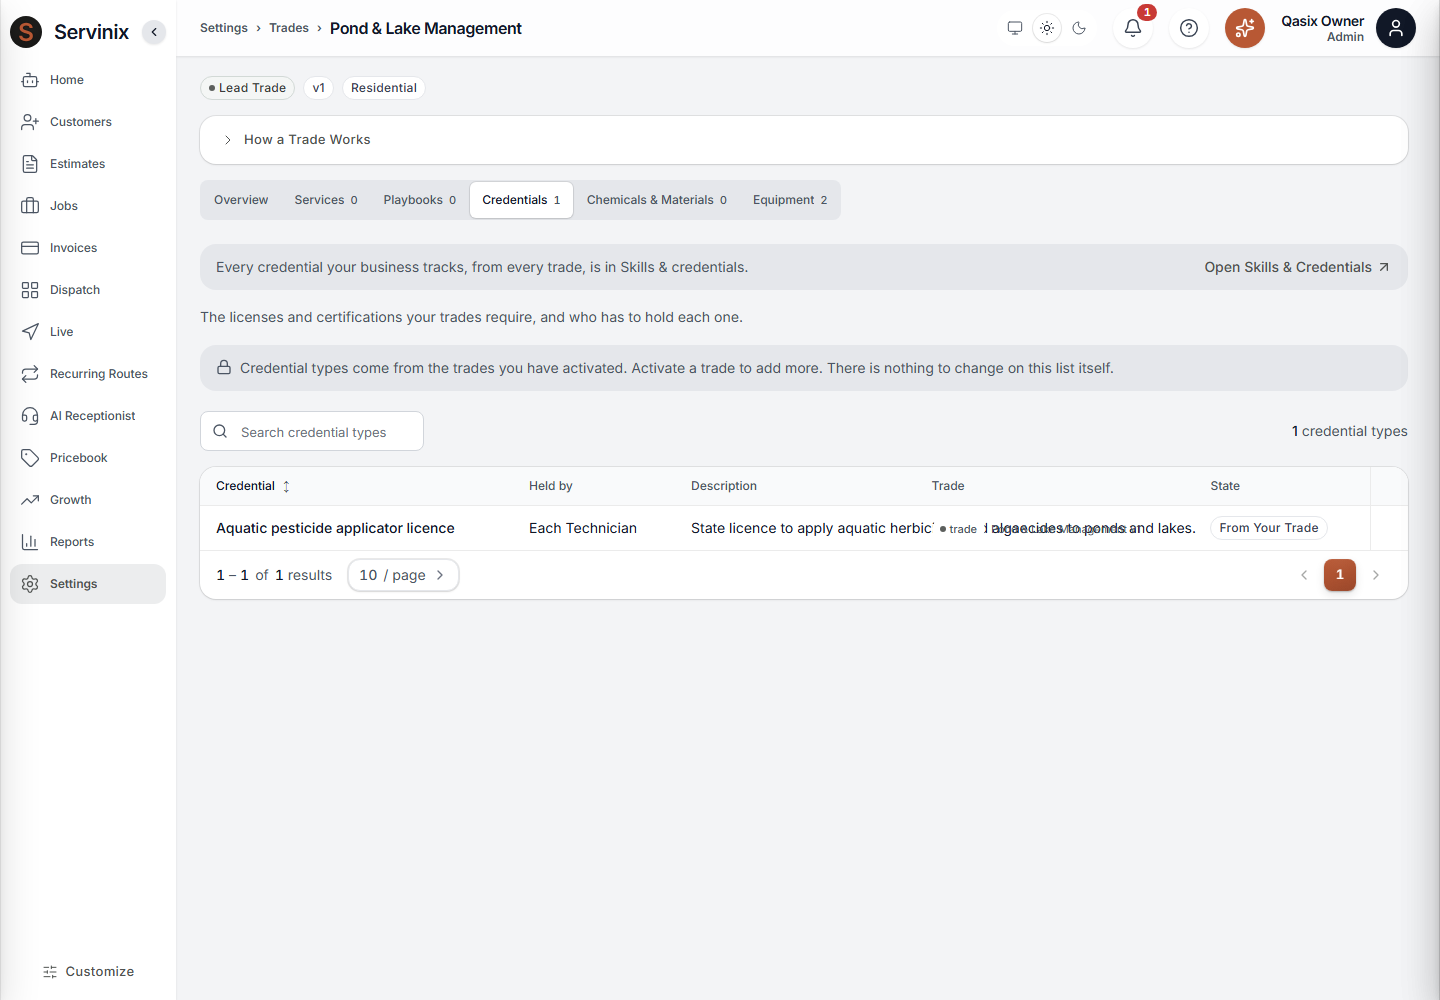 S Servinix
Settings › Trades › Pond & Lake Management
1
Qasix Owner
Admin
Home
Customers
Estimates
Jobs
Invoices
Dispatch
Live
Recurring Routes
AI Receptionist
Pricebook
Growth
Reports
Settings
Customize
Lead Trade v1 Residential
How a Trade Works
Overview Services 0 Playbooks 0 Credentials 1 Chemicals & Materials 0 Equipment 2
Every credential your business tracks, from every trade, is in Skills & credentials. Open Skills & Credentials
The licenses and certifications your trades require, and who has to hold each one.
Credential types come from the trades you have activated. Activate a trade to add more. There is nothing to change on this list itself.
Search credential types 1 credential types
Credential Held by Description Trade State
Aquatic pesticide applicator licence Each Technician State licence to apply aquatic trade algaecides to ponds and lakes. From Your Trade
1 – 1 of 1 results 10 / page 1